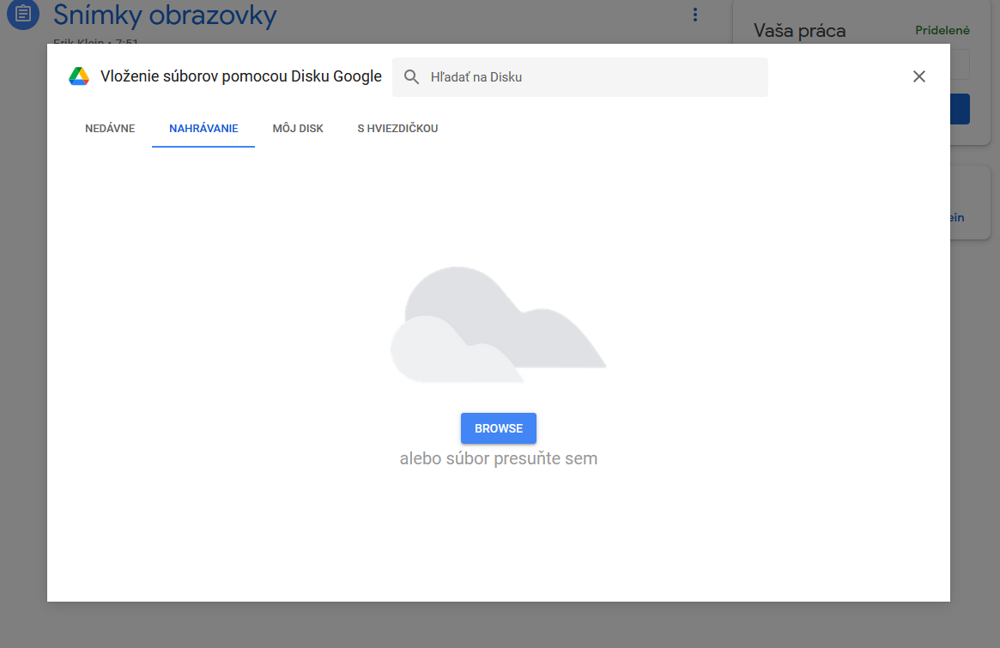 Snímky obrazovky
Erik Klein • 7:51
Vaša práca
Pridelené
Vloženie súborov pomocou Disku Google
Hľadať na Disku
NEDÁVNE
NAHRÁVANIE
MÔJ DISK
S HVIEZDIČKOU
ein
BROWSE
alebo súbor presuňte sem